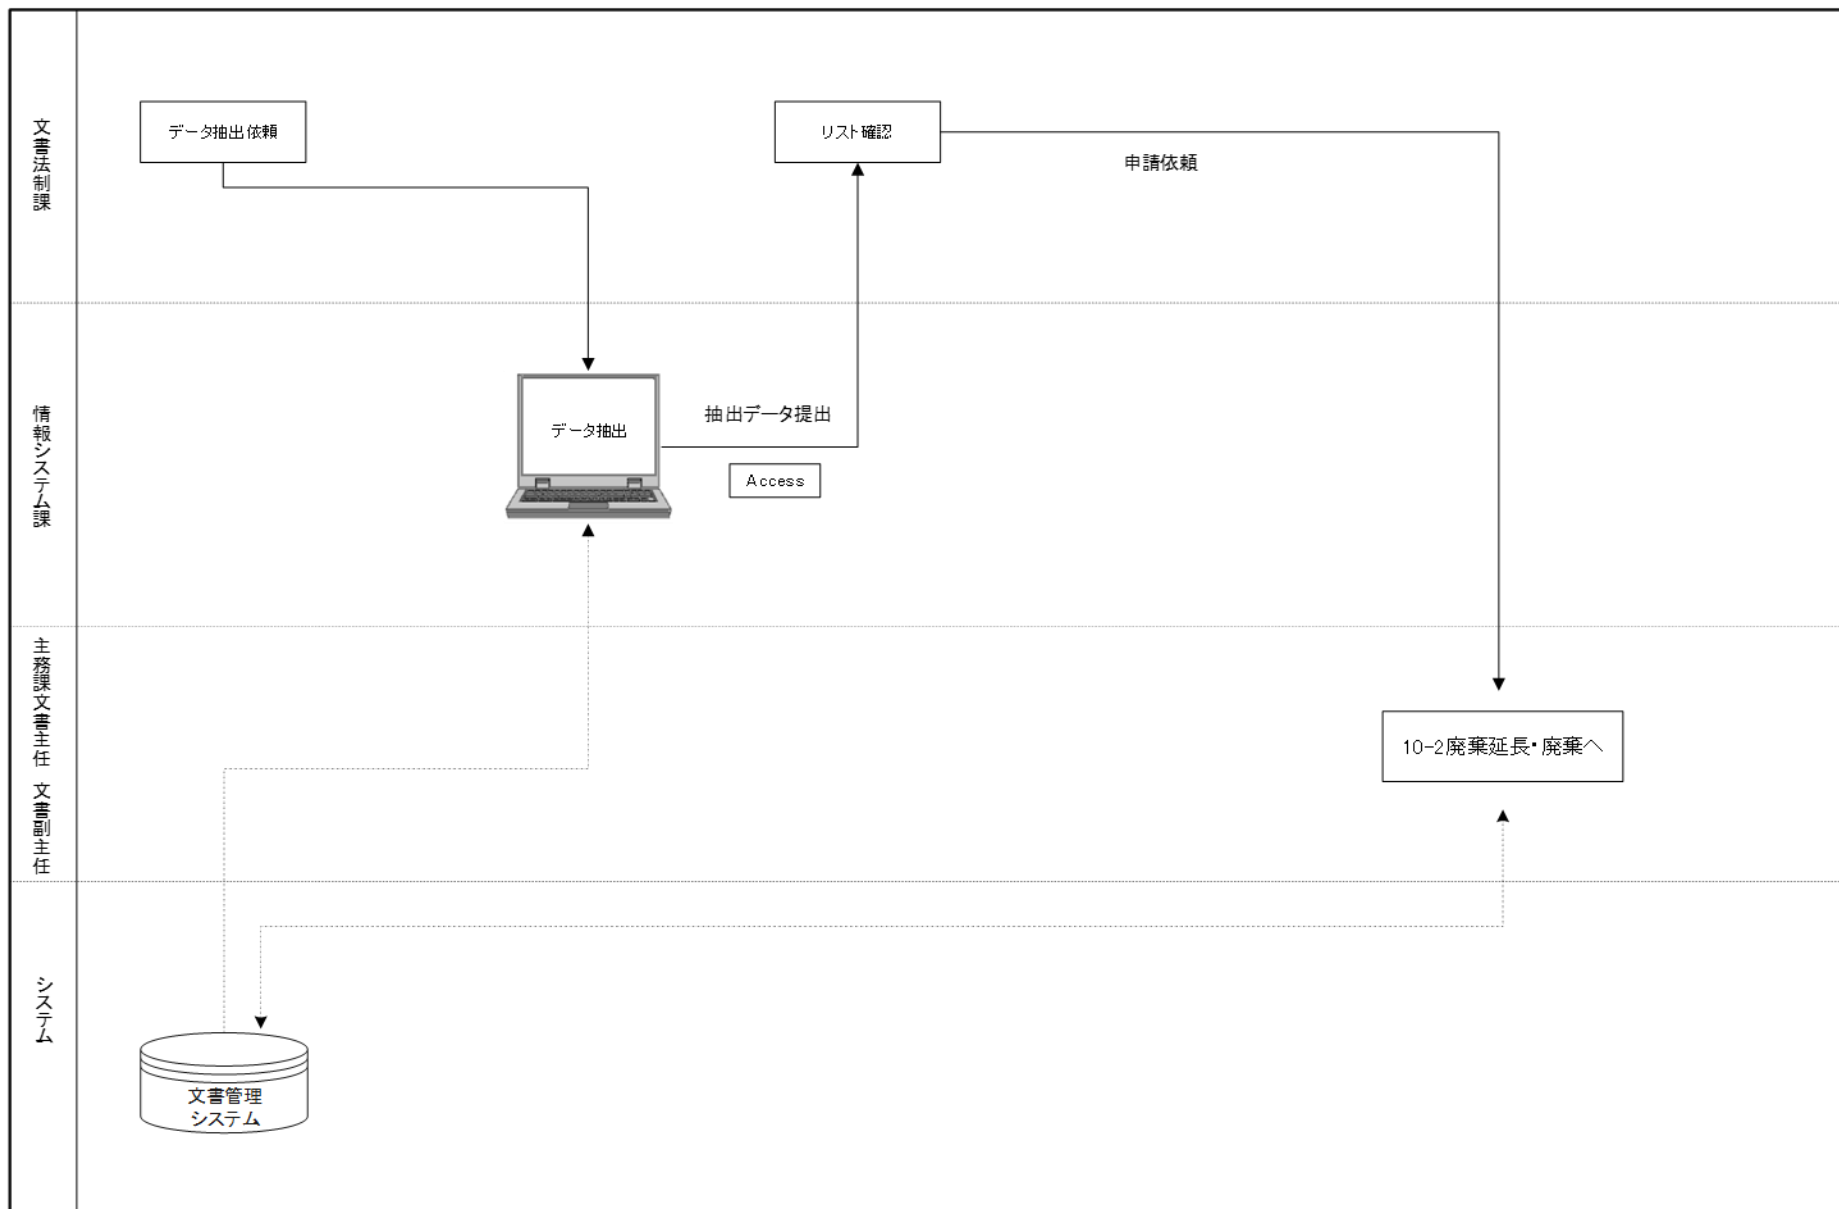 文書法制課
データ抽出依頼
リスト確認
申請依頼
情報システム課
データ抽出
抽出データ提出
Access
主務課文書主任 文書副主任
10-2廃棄延長・廃棄へ
システム
文書管理
システム